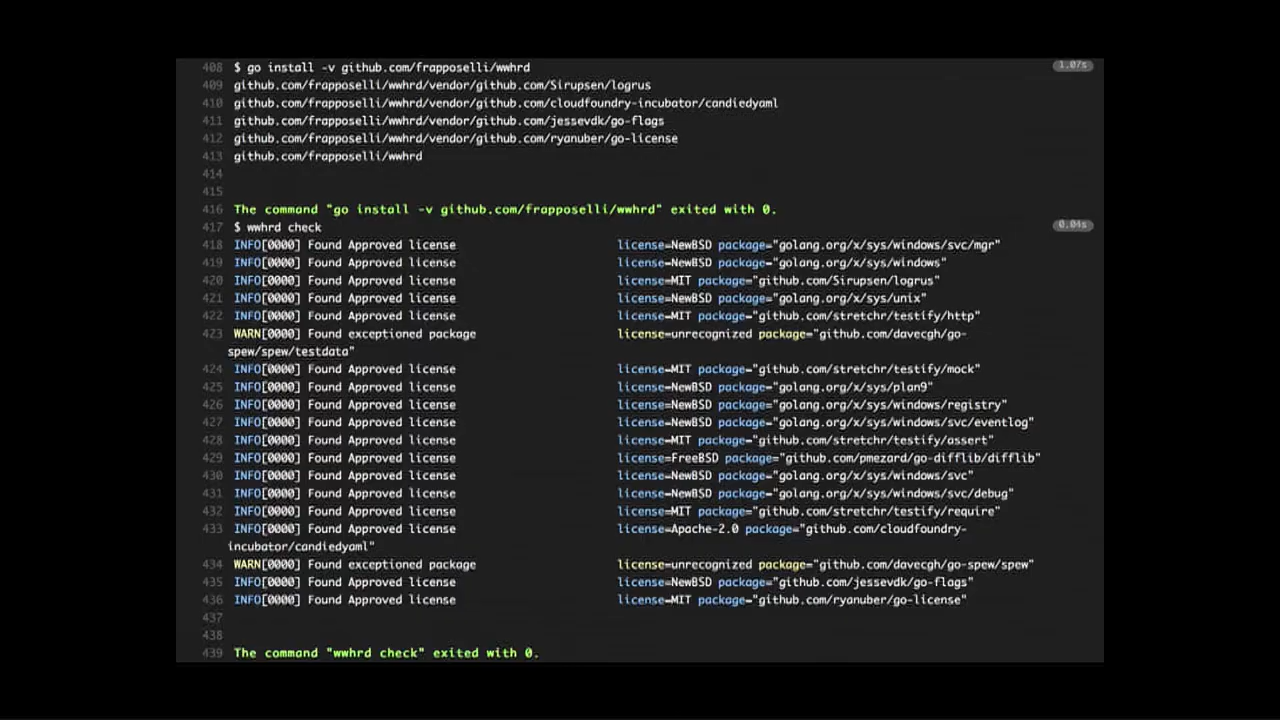 408 $ go install -v github.com/frapposelli/wwhrd 1.07s
409 github.com/frapposelli/wwhrd/vendor/github.com/Sirupsen/logrus
410 github.com/frapposelli/wwhrd/vendor/github.com/cloudfoundry-incubator/candiedyaml
411 github.com/frapposelli/wwhrd/vendor/github.com/jessevdk/go-flags
412 github.com/frapposelli/wwhrd/vendor/github.com/ryanuber/go-license
413 github.com/frapposelli/wwhrd
414
415
416 The command "go install -v github.com/frapposelli/wwhrd" exited with 0.
417 $ wwhrd check 0.04s
418 INFO[0000] Found Approved license license=NewBSD package="golang.org/x/sys/windows/svc/mgr"
419 INFO[0000] Found Approved license license=NewBSD package="golang.org/x/sys/windows"
420 INFO[0000] Found Approved license license=MIT package="github.com/Sirupsen/logrus"
421 INFO[0000] Found Approved license license=NewBSD package="golang.org/x/sys/unix"
422 INFO[0000] Found Approved license license=MIT package="github.com/stretchr/testify/http"
423 WARN[0000] Found exceptioned package license=unrecognized package="github.com/davecgh/go-
spew/spew/testdata"
424 INFO[0000] Found Approved license license=MIT package="github.com/stretchr/testify/mock"
425 INFO[0000] Found Approved license license=NewBSD package="golang.org/x/sys/plan9"
426 INFO[0000] Found Approved license license=NewBSD package="golang.org/x/sys/windows/registry"
427 INFO[0000] Found Approved license license=NewBSD package="golang.org/x/sys/windows/svc/eventlog"
428 INFO[0000] Found Approved license license=MIT package="github.com/stretchr/testify/assert"
429 INFO[0000] Found Approved license license=FreeBSD package="github.com/pmezard/go-difflib/difflib"
430 INFO[0000] Found Approved license license=NewBSD package="golang.org/x/sys/windows/svc"
431 INFO[0000] Found Approved license license=NewBSD package="golang.org/x/sys/windows/svc/debug"
432 INFO[0000] Found Approved license license=MIT package="github.com/stretchr/testify/require"
433 INFO[0000] Found Approved license license=Apache-2.0 package="github.com/cloudfoundry-
incubator/candiedyaml"
434 WARN[0000] Found exceptioned package license=unrecognized package="github.com/davecgh/go-spew/spew"
435 INFO[0000] Found Approved license license=NewBSD package="github.com/jessevdk/go-flags"
436 INFO[0000] Found Approved license license=MIT package="github.com/ryanuber/go-license"
437
438
439 The command "wwhrd check" exited with 0.